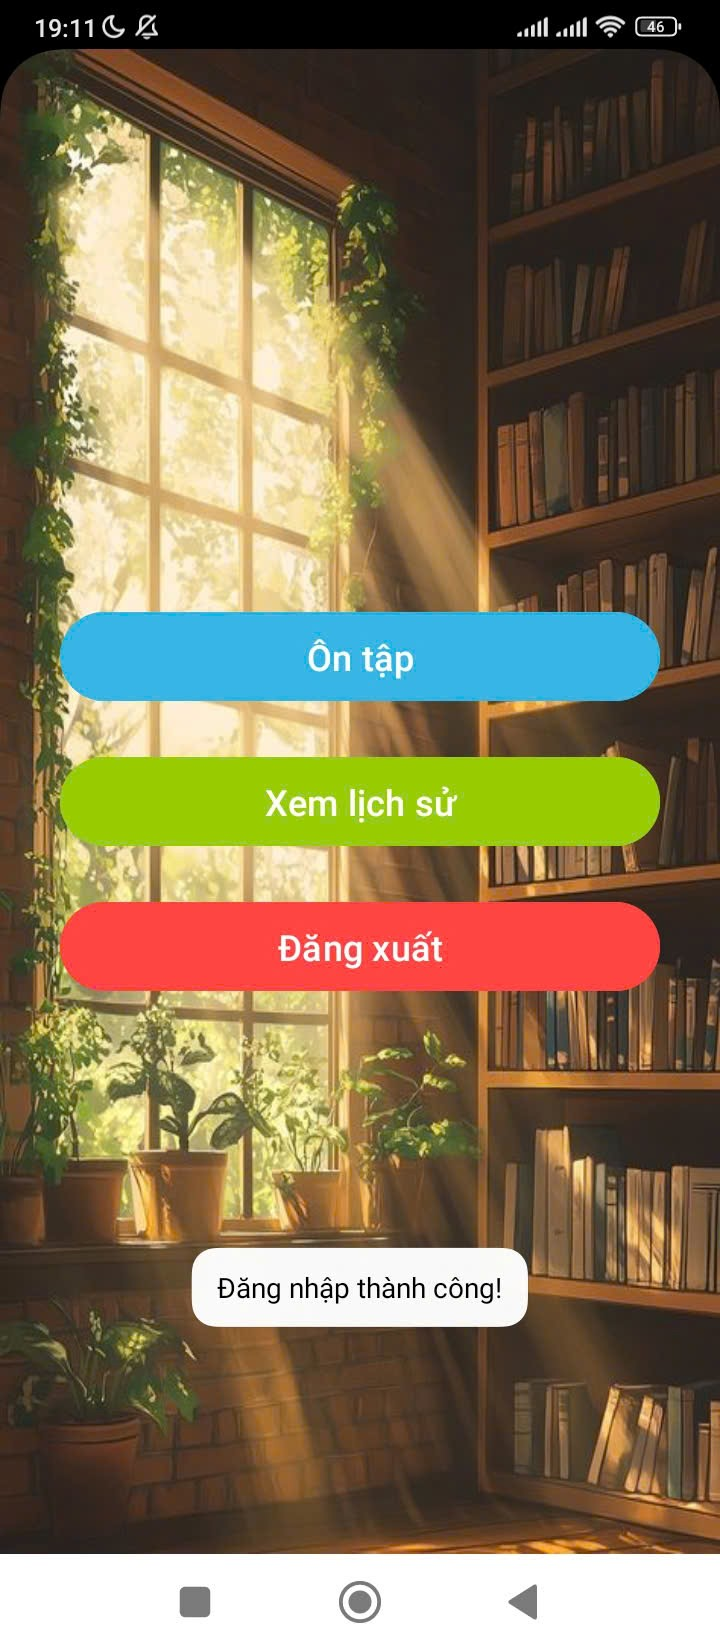 19:11
46
Ôn tập
Xem lịch sử
Đăng xuất
Đăng nhập thành công!